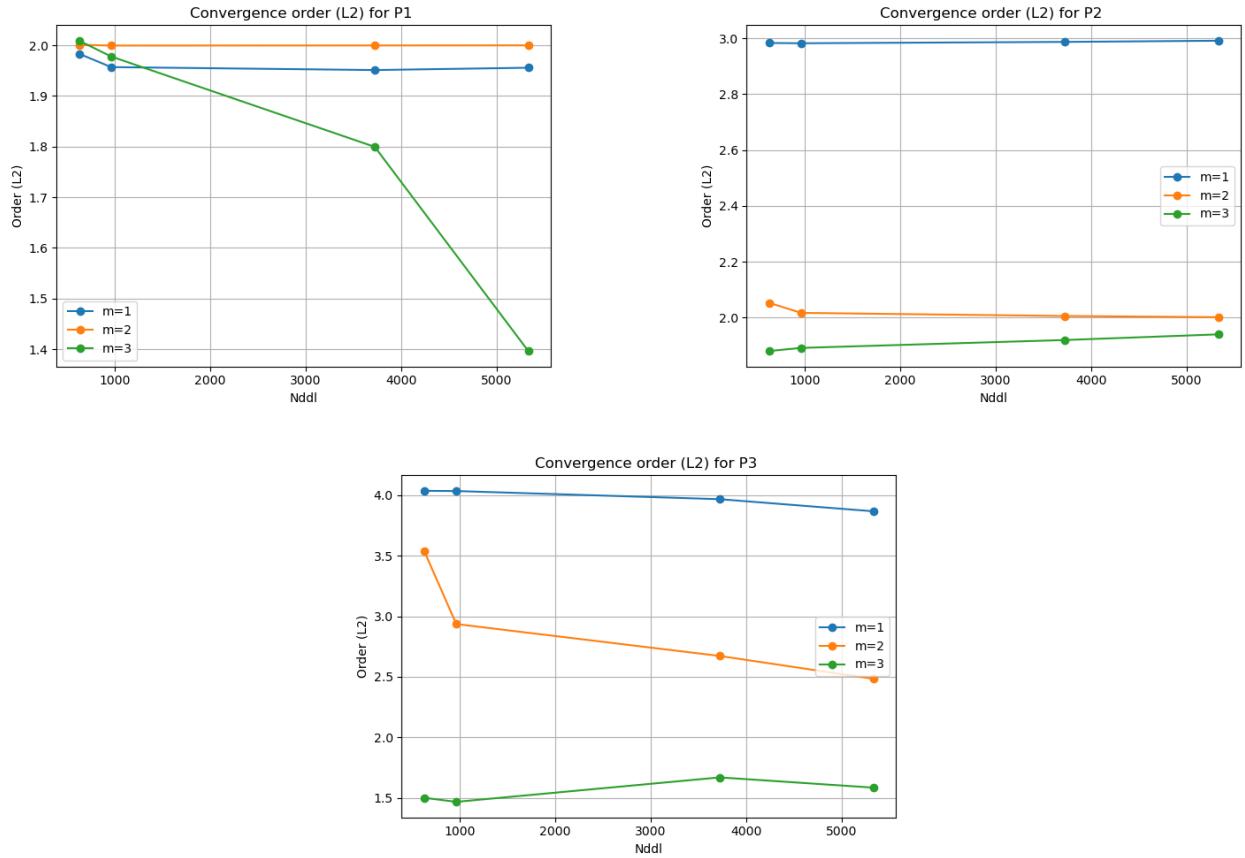 Convergence order (L2) for P1
Order (L2)
2.0
1.9
1.8
1.7
1.6
1.5
1.4
m=1
m=2
m=3
1000 2000 3000 4000 5000
Nddl
Convergence order (L2) for P2
Order (L2)
3.0
2.8
2.6
2.4
2.2
2.0
m=1
m=2
m=3
1000 2000 3000 4000 5000
Nddl
Convergence order (L2) for P3
Order (L2)
4.0
3.5
3.0
2.5
2.0
1.5
m=1
m=2
m=3
1000 2000 3000 4000 5000
Nddl